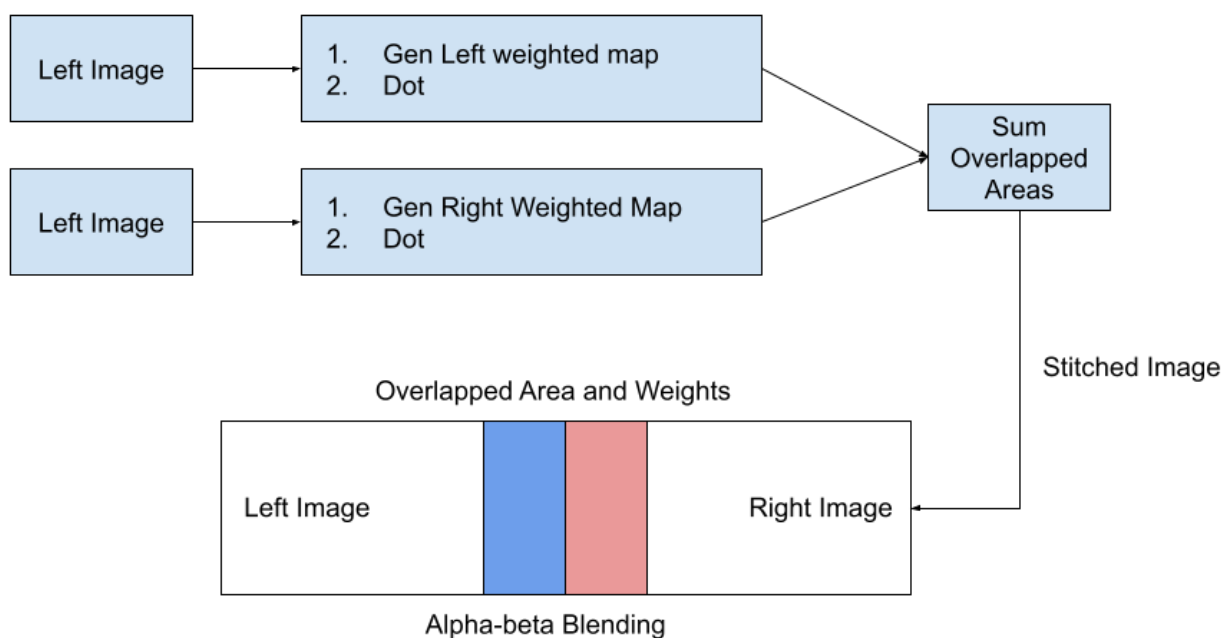 Left Image
1. Gen Left weighted map
2. Dot
Sum
Overlapped
Areas
Left Image
1. Gen Right Weighted Map
2. Dot
Stitched Image
Overlapped Area and Weights
Left Image
Right Image
Alpha-beta Blending